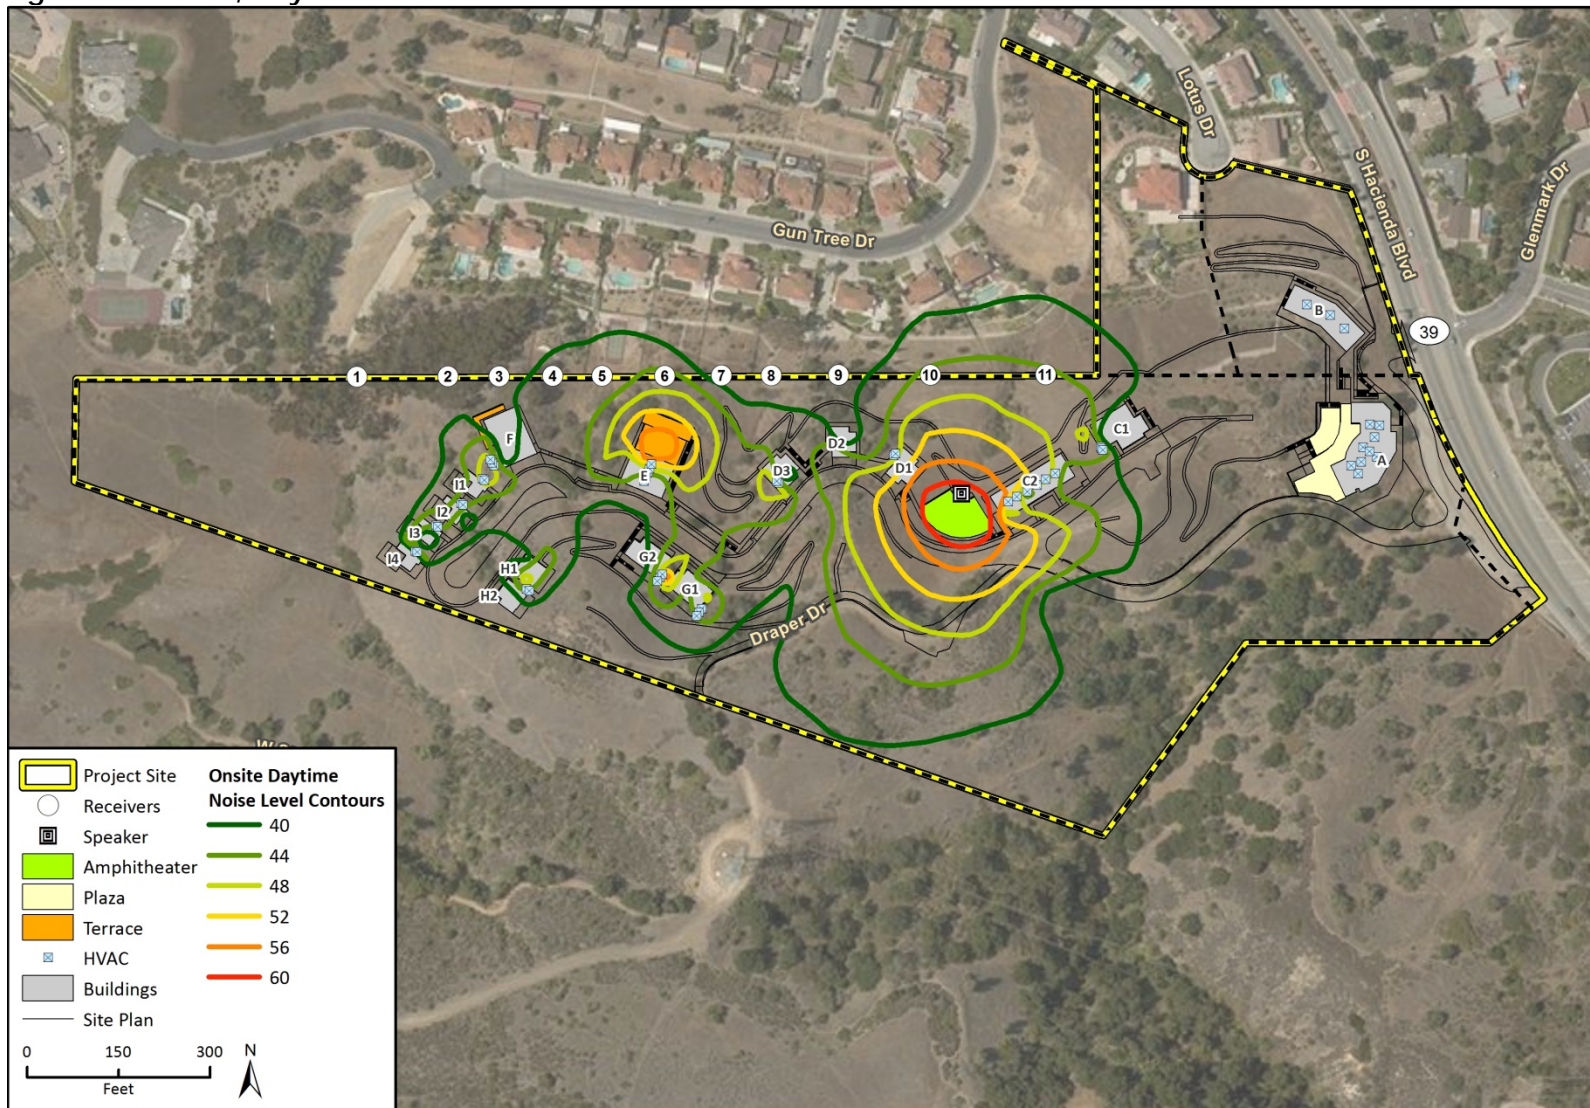 Lotus Dr
S Hacienda Blvd
Glenmark Dr
Gun Tree Dr
39
B
1
2
3
4
5
6
7
8
9
10
11
F
E
D3
D2
D1
C1
C2
A
I1
I2
I3
I4
H1
H2
G2
G1
Draper Dr
Project Site
Receivers
Speaker
Amphitheater
Plaza
Terrace
HVAC
Buildings
Site Plan
Onsite Daytime
Noise Level Contours
40
44
48
52
56
60
0 150 300
Feet
N